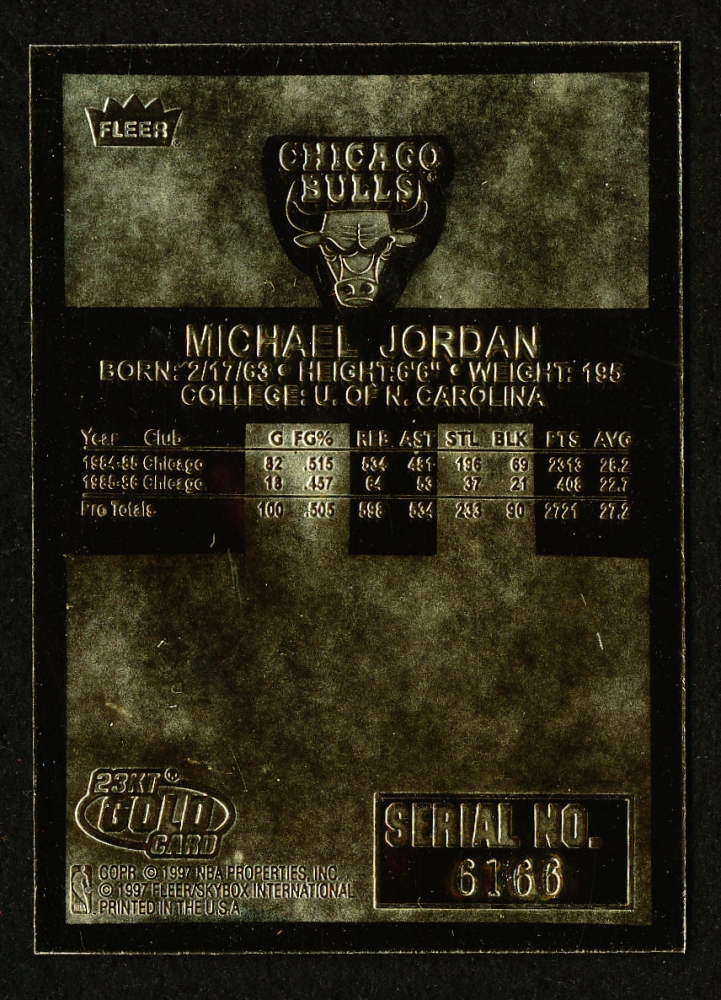 FLEER
CHICAGO
BULLS
MICHAEL JORDAN
BORN: 2/17/63 • HEIGHT: 6'6" • WEIGHT: 195
COLLEGE: U. OF N. CAROLINA
Year Club G FG% REB AST STL BLK PTS AVG
1984-85 Chicago 82 .515 534 481 196 69 2313 28.2
1985-86 Chicago 18 .457 64 53 37 21 408 22.7
Pro Totals 100 .505 598 534 233 90 2721 27.2
23KT®
GOLD
CARD
SERIAL NO.
6166
COPR. © 1997 NBA PROPERTIES, INC.
© 1997 FLEER/SKYBOX INTERNATIONAL
PRINTED IN THE U.S.A.